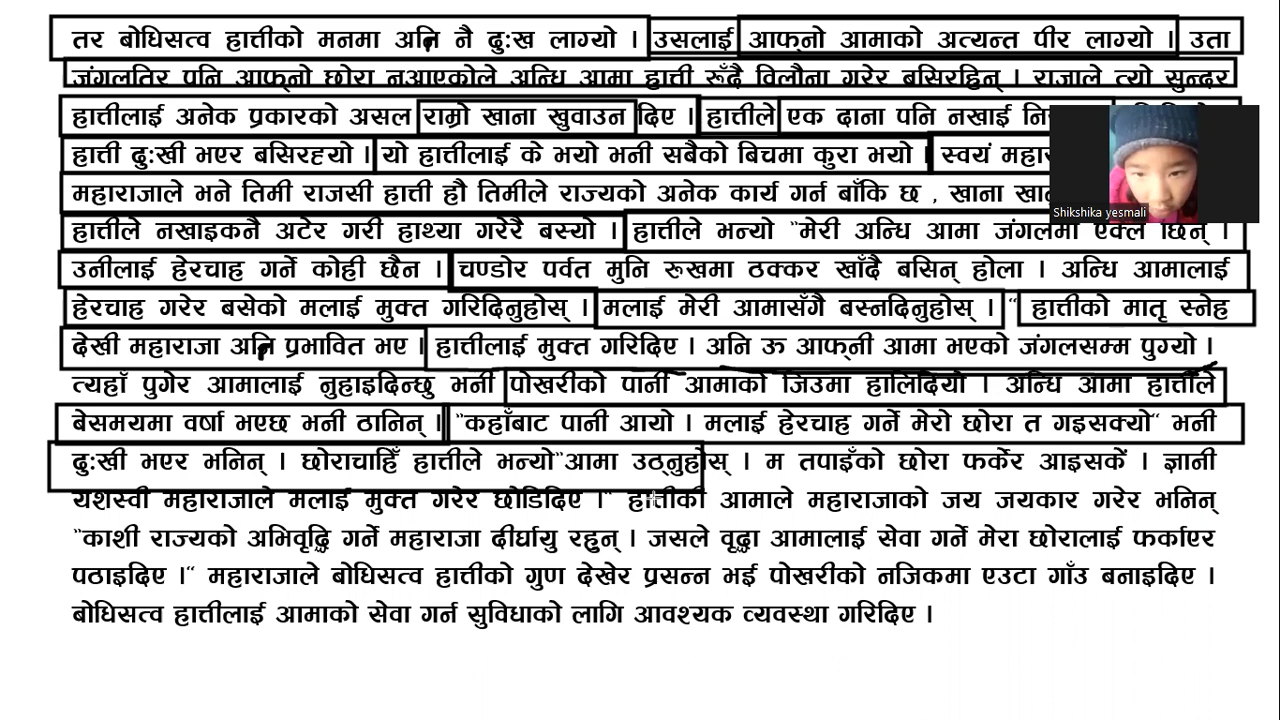 तर बोधिसत्व हात्तीको मनमा अति नै दुःख लाग्यो । उसलाई आफ्नो आमाको अत्यन्त पीर लाग्यो । उता
जंगलतिर पनि आफ्नो छोरा नआएकोले अन्धि आमा हात्ती रूँदै विलौना गरेर बसिरहिन् । राजाले त्यो सुन्दर
हात्तीलाई अनेक प्रकारको असल राम्रो खाना खुवाउन दिए । हात्तीले एक दाना पनि नखाई
हात्ती दुःखी भएर बसिरह्यो । यो हात्तीलाई के भयो भनी सबैको बिचमा कुरा भयो । स्वयं
महाराजाले भने तिमी राजसी हात्ती हौ तिमीले राज्यको अनेक कार्य गर्न बाँकि छ , खाना
हात्तीले नखाइकनै अटेर गरी हाथ्या गरेरै बस्यो । हात्तीले भन्यो "मेरी अन्धि आमा जंगलमा एक्लै छिन् ।
उनीलाई हेरचाह गर्ने कोही छैन । चण्डोर पर्वत मुनि रुखमा ठक्कर खाँदै बसिन् होला । अन्धि आमालाई
हेरचाह गरेर बसेको मलाई मुक्त गरिदिनुहोस् । मलाई मेरी आमासँगै बस्नदिनुहोस् । “ हात्तीको मातृ स्नेह
देखी महाराजा अति प्रभावित भए । हात्तीलाई मुक्त गरिदिए । अनि ऊ आफ्नी आमा भएको जंगलसम्म पुग्यो ।
त्यहाँ पुगेर आमालाई नुहाइदिन्छु भनी पोखरीको पानी आमाको जिउमा हालिदियो । अन्धि आमा हात्तीले
बेसमयमा वर्षा भएछ भनी ठानिन् । "कहाँबाट पानी आयो । मलाई हेरचाह गर्ने मेरो छोरा त गइसक्यो“ भनी
दुःखी भएर भनिन् । छोराचाहिँ हात्तीले भन्यो"आमा उठ्नुहोस् । म तपाइँको छोरा फर्केर आइसकें । ज्ञानी
यशस्वी महाराजाले मलाई मुक्त गरेर छोडिदिए ।“ हात्तीकी आमाले महाराजाको जय जयकार गरेर भनिन्
"काशी राज्यको अभिवृद्धि गर्ने महाराजा दीर्घायु रहुन् । जसले वृद्धा आमालाई सेवा गर्ने मेरा छोरालाई फर्काएर
पठाइदिए ।“ महाराजाले बोधिसत्व हात्तीको गुण देखेर प्रसन्न भई पोखरीको नजिकमा एउटा गाँउ बनाइदिए ।
बोधिसत्व हात्तीलाई आमाको सेवा गर्न सुविधाको लागि आवश्यक व्यवस्था गरिदिए ।
Shikshika yesmali